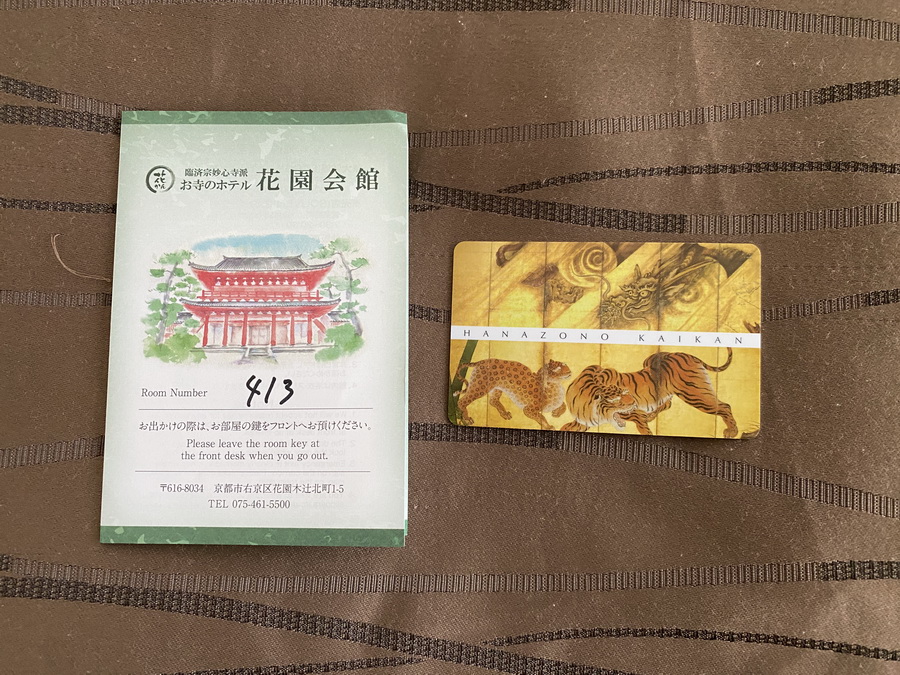 臨済宗妙心寺派
お寺のホテル 花園会館
Room Number 413
お出かけの際は、お部屋の鍵をフロントへお預けください。
Please leave the room key at
the front desk when you go out.
〒616-8034 京都市右京区花園木辻北町1-5
TEL 075-461-5500
HANAZONO KAIKAN